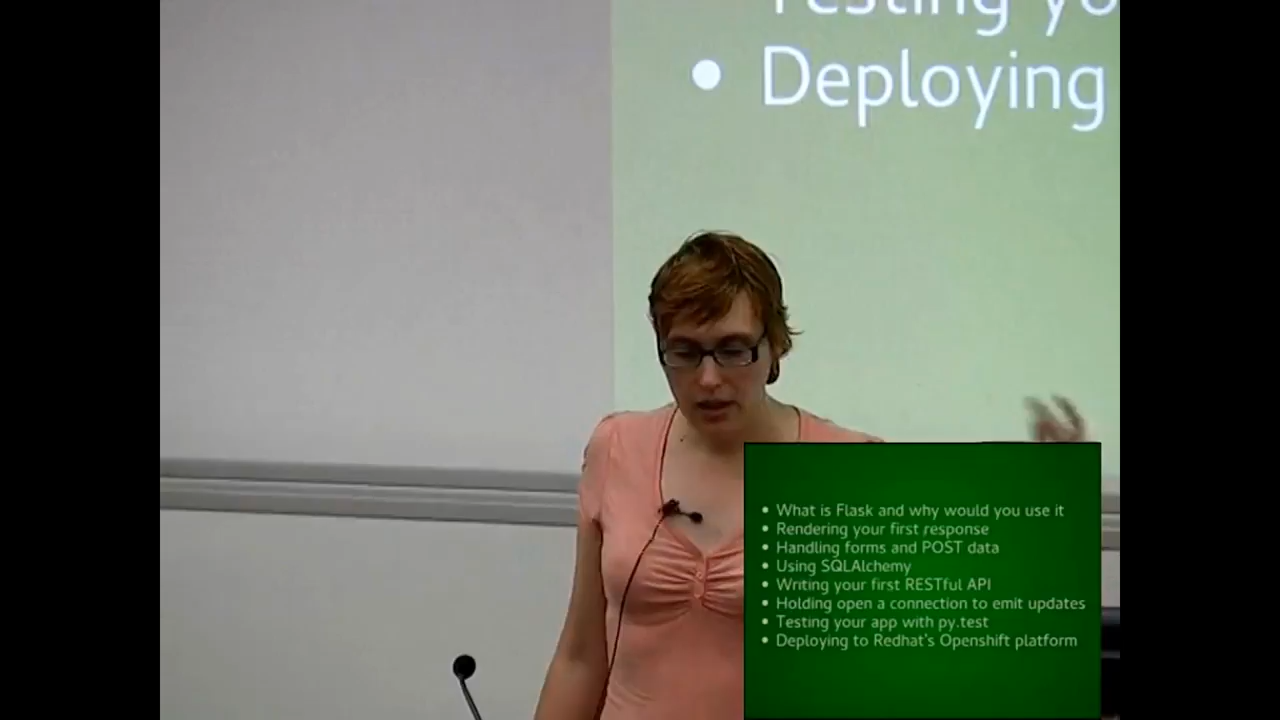 Testing yo
• Deploying
• What is Flask and why would you use it
• Rendering your first response
• Handling forms and POST data
• Using SQLAlchemy
• Writing your first RESTful API
• Holding open a connection to emit updates
• Testing your app with py.test
• Deploying to Redhat's Openshift platform